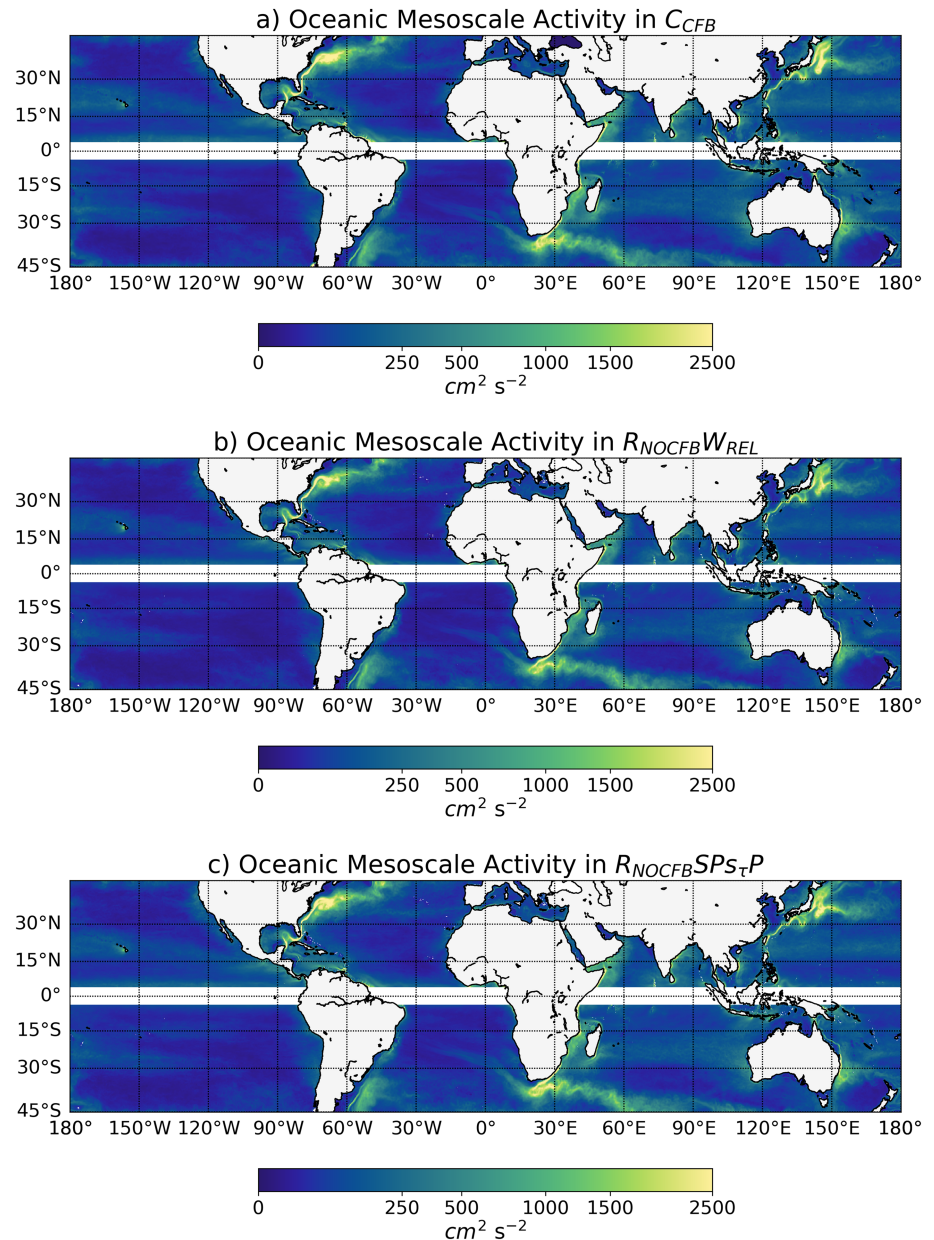 a) Oceanic Mesoscale Activity in C_CFB
30°N
15°N
0°
15°S
30°S
45°S
180° 150°W 120°W 90°W 60°W 30°W 0° 30°E 60°E 90°E 120°E 150°E 180°
0 250 500 1000 1500 2500
cm² s⁻²
b) Oceanic Mesoscale Activity in R_NOCFBW_REL
30°N
15°N
0°
15°S
30°S
45°S
180° 150°W 120°W 90°W 60°W 30°W 0° 30°E 60°E 90°E 120°E 150°E 180°
0 250 500 1000 1500 2500
cm² s⁻²
c) Oceanic Mesoscale Activity in R_NOCFBSPs_τP
30°N
15°N
0°
15°S
30°S
45°S
180° 150°W 120°W 90°W 60°W 30°W 0° 30°E 60°E 90°E 120°E 150°E 180°
0 250 500 1000 1500 2500
cm² s⁻²